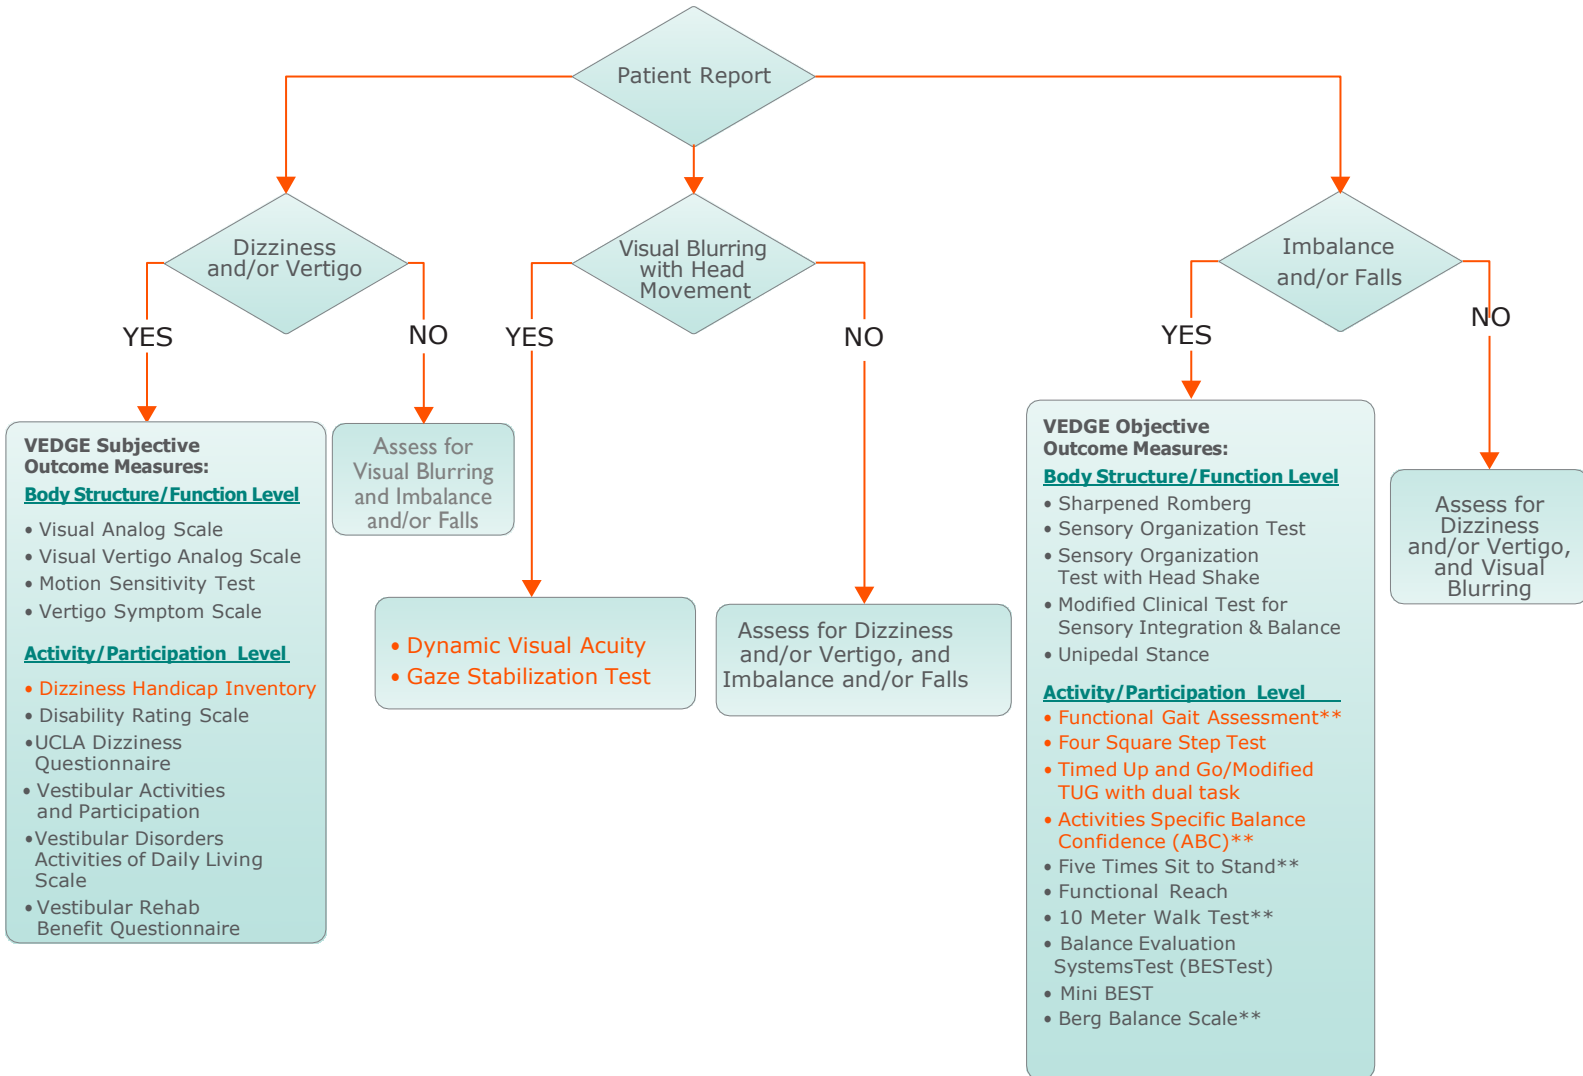 Patient Report
Dizziness
and/or Vertigo
Visual Blurring
with Head
Movement
Imbalance
and/or Falls
YES
NO
YES
NO
YES
NO
VEDGE Subjective
Outcome Measures:
Body Structure/Function Level
• Visual Analog Scale
• Visual Vertigo Analog Scale
• Motion Sensitivity Test
• Vertigo Symptom Scale
Activity/Participation Level
• Dizziness Handicap Inventory
• Disability Rating Scale
•UCLA Dizziness
Questionnaire
• Vestibular Activities
and Participation
•Vestibular Disorders
Activities of Daily Living
Scale
• Vestibular Rehab
Benefit Questionnaire
Assess for
Visual Blurring
and Imbalance
and/or Falls
• Dynamic Visual Acuity
• Gaze Stabilization Test
Assess for Dizziness
and/or Vertigo, and
Imbalance and/or Falls
VEDGE Objective
Outcome Measures:
Body Structure/Function Level
• Sharpened Romberg
• Sensory Organization Test
• Sensory Organization
Test with Head Shake
• Modified Clinical Test for
Sensory Integration & Balance
• Unipedal Stance
Activity/Participation Level
• Functional Gait Assessment**
• Four Square Step Test
• Timed Up and Go/Modified
TUG with dual task
• Activities Specific Balance
Confidence (ABC)**
• Five Times Sit to Stand**
• Functional Reach
• 10 Meter Walk Test**
• Balance Evaluation
SystemsTest (BESTest)
• Mini BEST
• Berg Balance Scale**
Assess for
Dizziness
and/or Vertigo,
and Visual
Blurring